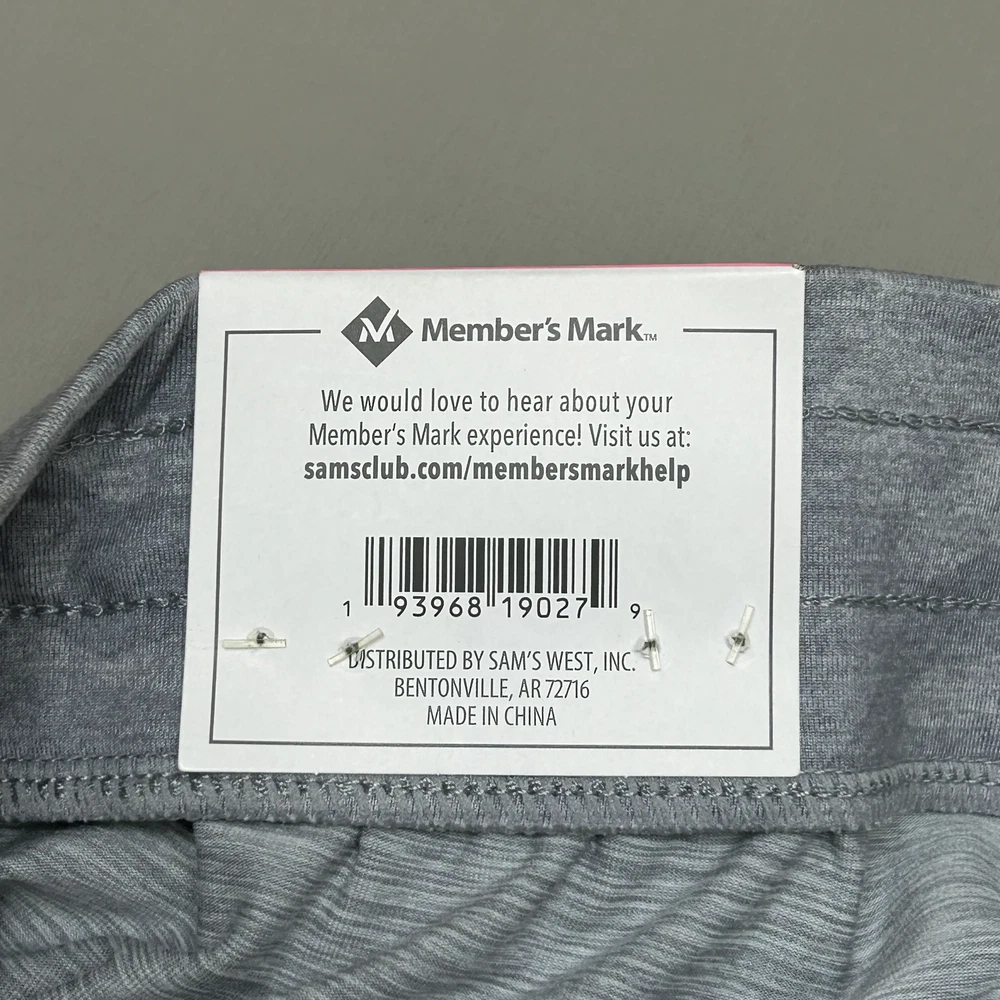 Member's Mark™
We would love to hear about your
Member's Mark experience! Visit us at:
samsclub.com/membersmarkhelp
1 93968 19027 9
DISTRIBUTED BY SAM'S WEST, INC.
BENTONVILLE, AR 72716
MADE IN CHINA